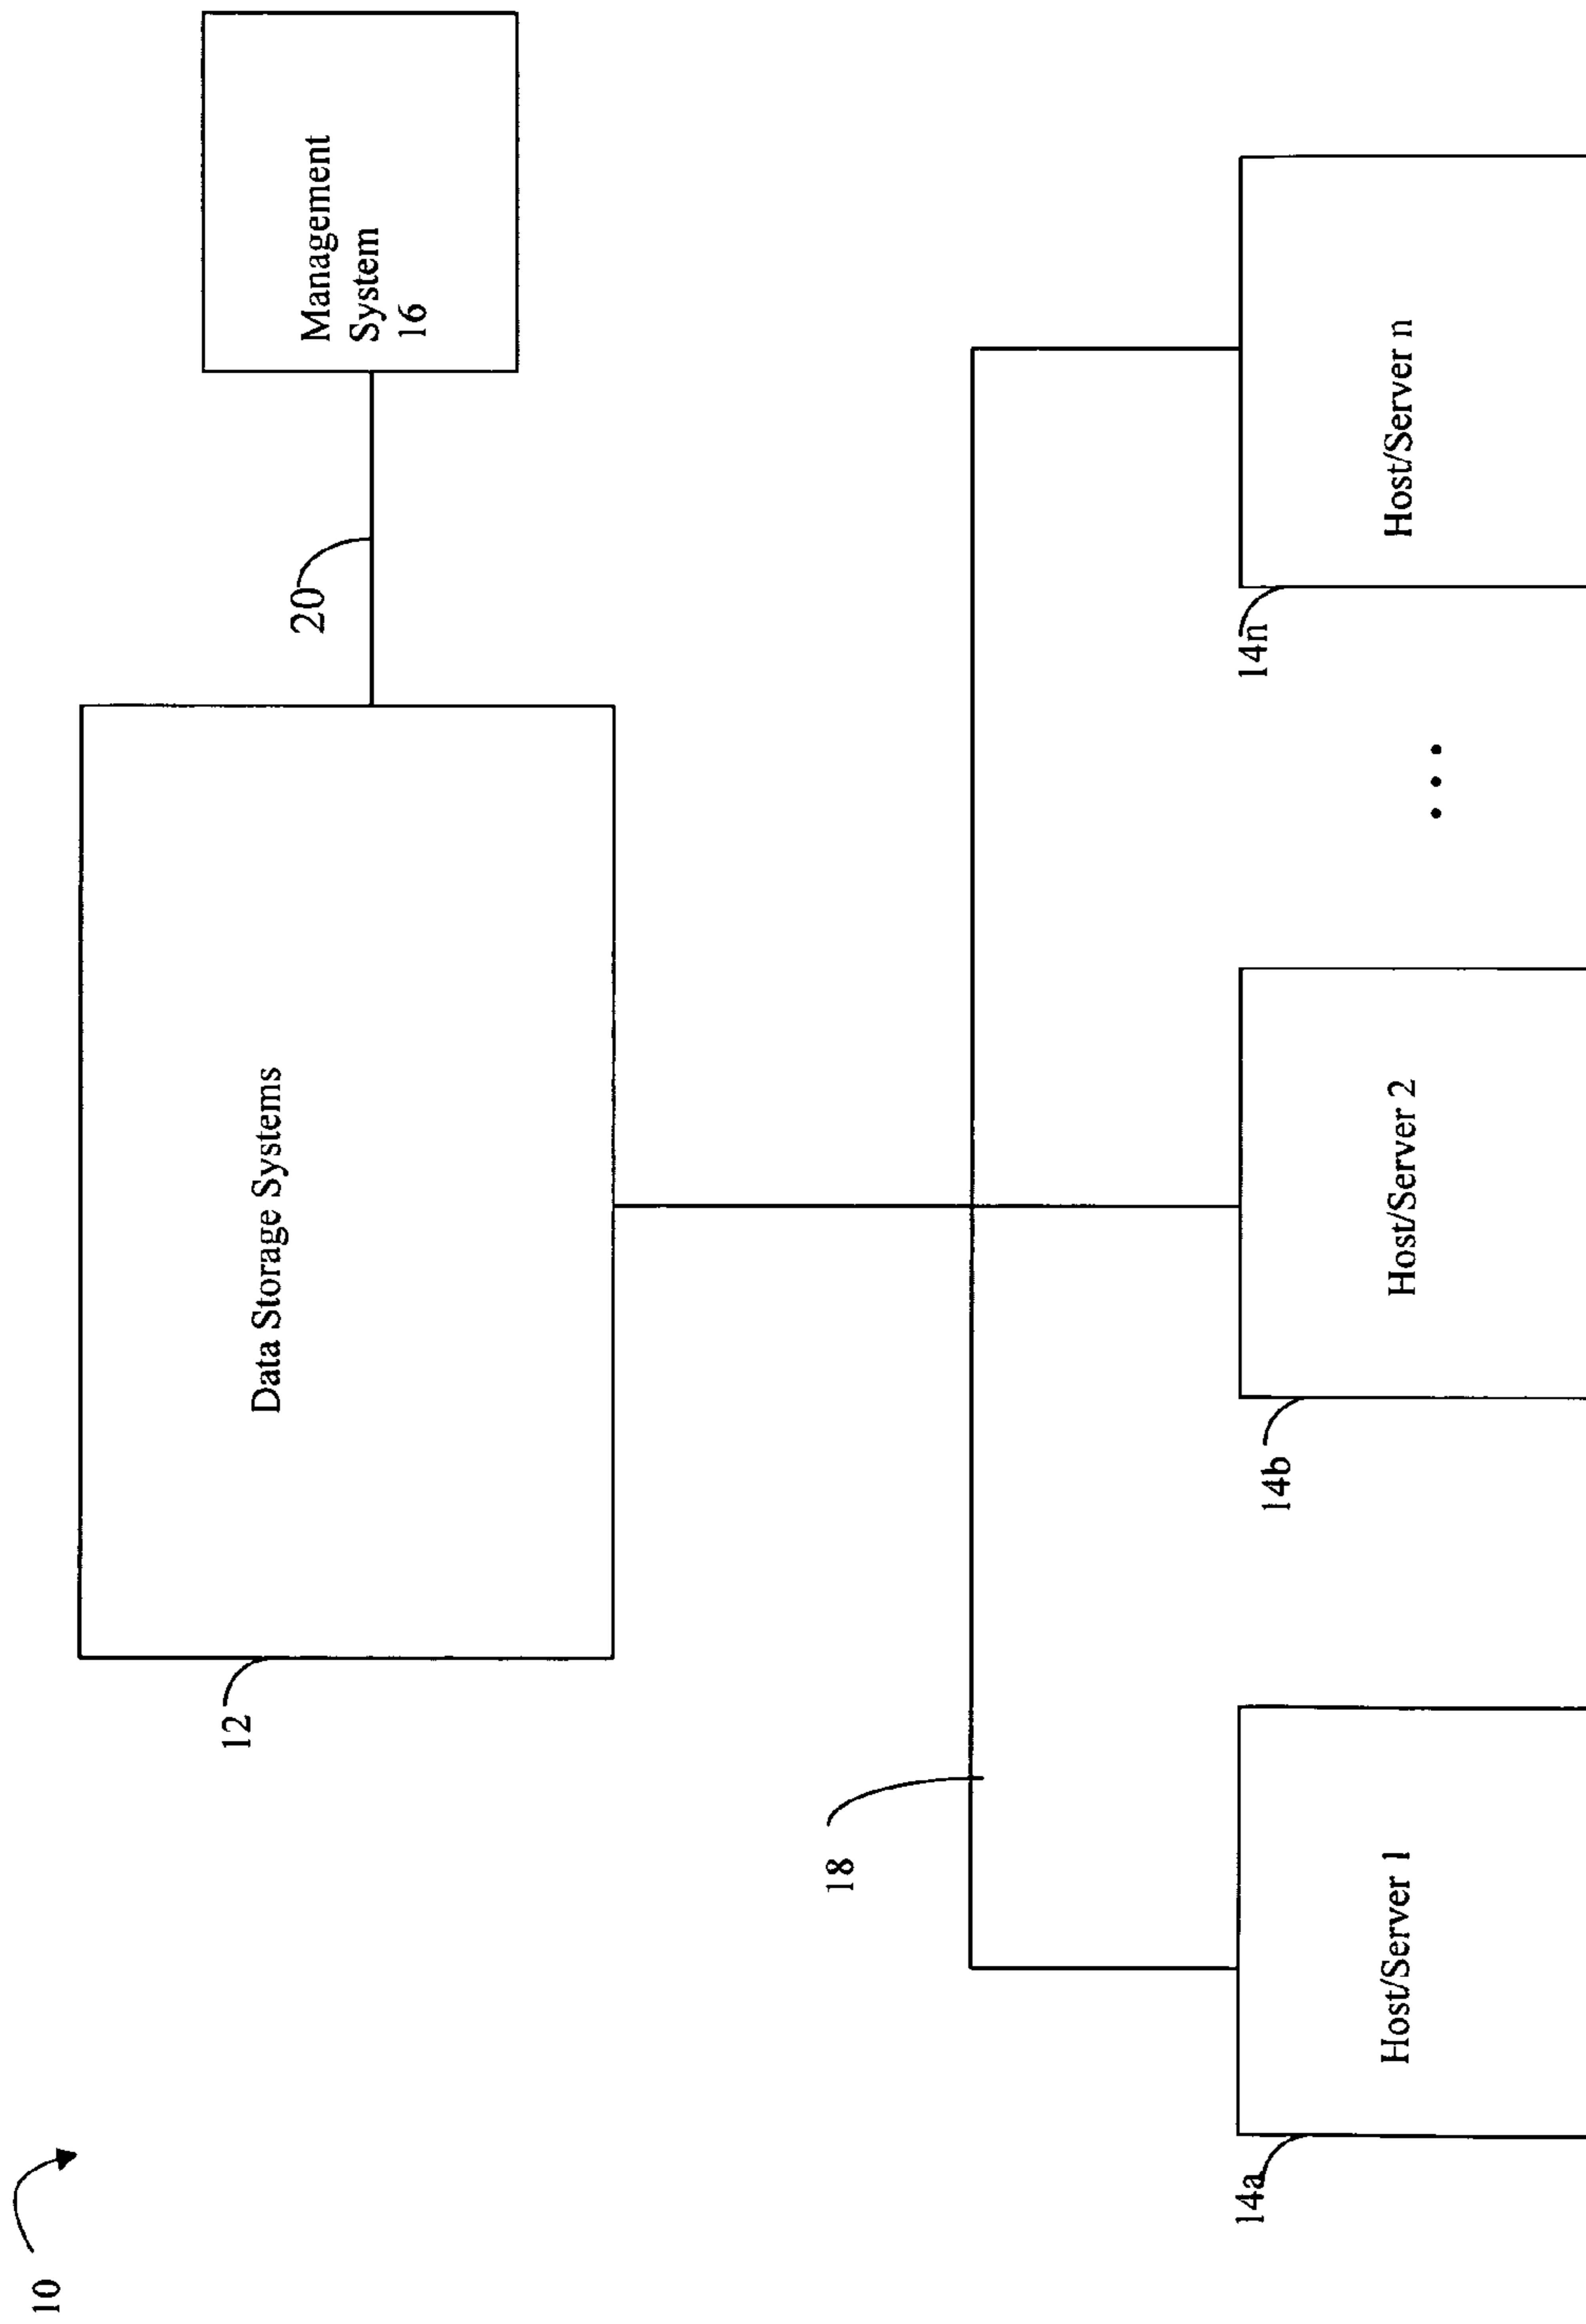 10
12
Data Storage Systems
20
Management
System
16
18
14a
Host/Server 1
14b
Host/Server 2
...
14n
Host/Server n